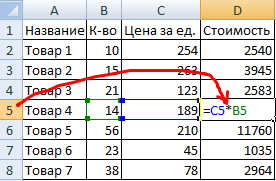 A B C D
1 Название К-во Цена за ед. Стоимость
2 Товар 1 10 254 2540
3 Товар 2 15 263 3945
4 Товар 3 21 123 2583
5 Товар 4 14 189 =C5*B5
6 Товар 5 56 210 11760
7 Товар 6 23 45 1035
8 Товар 7 38 78 2964